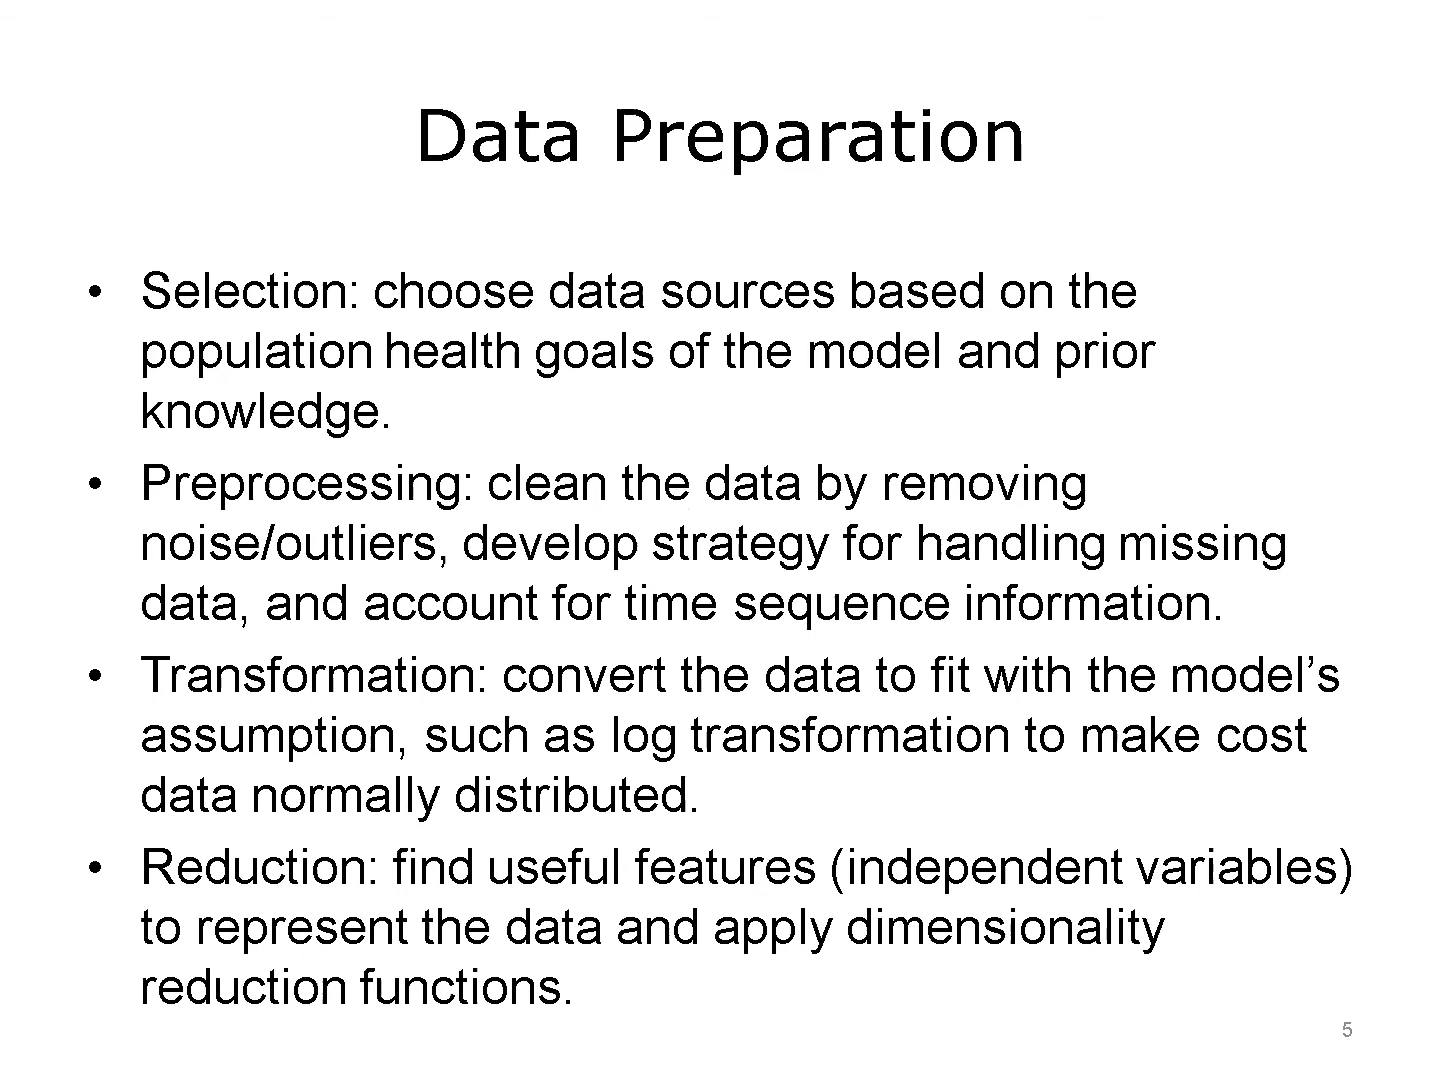 Data Preparation
• Selection: choose data sources based on the
population health goals of the model and prior
knowledge.
• Preprocessing: clean the data by removing
noise/outliers, develop strategy for handling missing
data, and account for time sequence information.
• Transformation: convert the data to fit with the model’s
assumption, such as log transformation to make cost
data normally distributed.
• Reduction: find useful features (independent variables)
to represent the data and apply dimensionality
reduction functions.
5